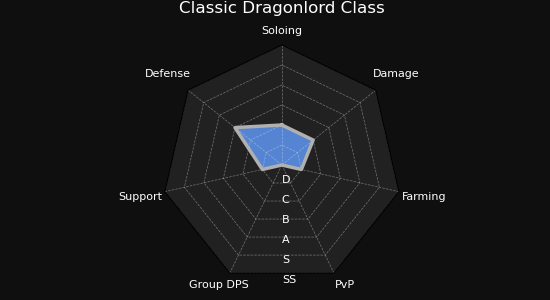 Classic Dragonlord Class
Soloing
Defense
Damage
Support
Farming
D
C
B
A
S
SS
Group DPS
PvP